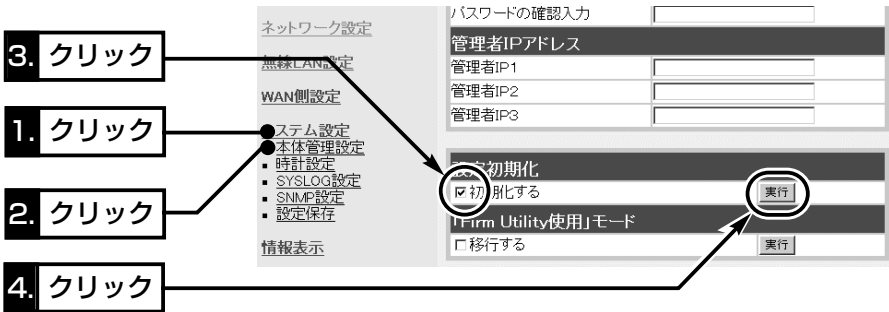 3. クリック
1. クリック
2. クリック
4. クリック
ネットワーク設定
無線LAN設定
WAN側設定
ステム設定
本体管理設定
時計設定
SYSLOG設定
SNMP設定
設定保存
情報表示
パスワードの確認入力
管理者IPアドレス
管理者IP1
管理者IP2
管理者IP3
設定初期化
初期化する
実行
「Firm Utility使用」モード
移行する
実行